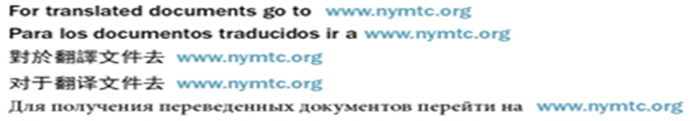 For translated documents go to www.nymtc.org
Para los documentos traducidos ir a www.nymtc.org
對於翻譯文件去 www.nymtc.org
对于翻译文件去 www.nymtc.org
Для получения переведенных документов перейти на www.nymtc.org